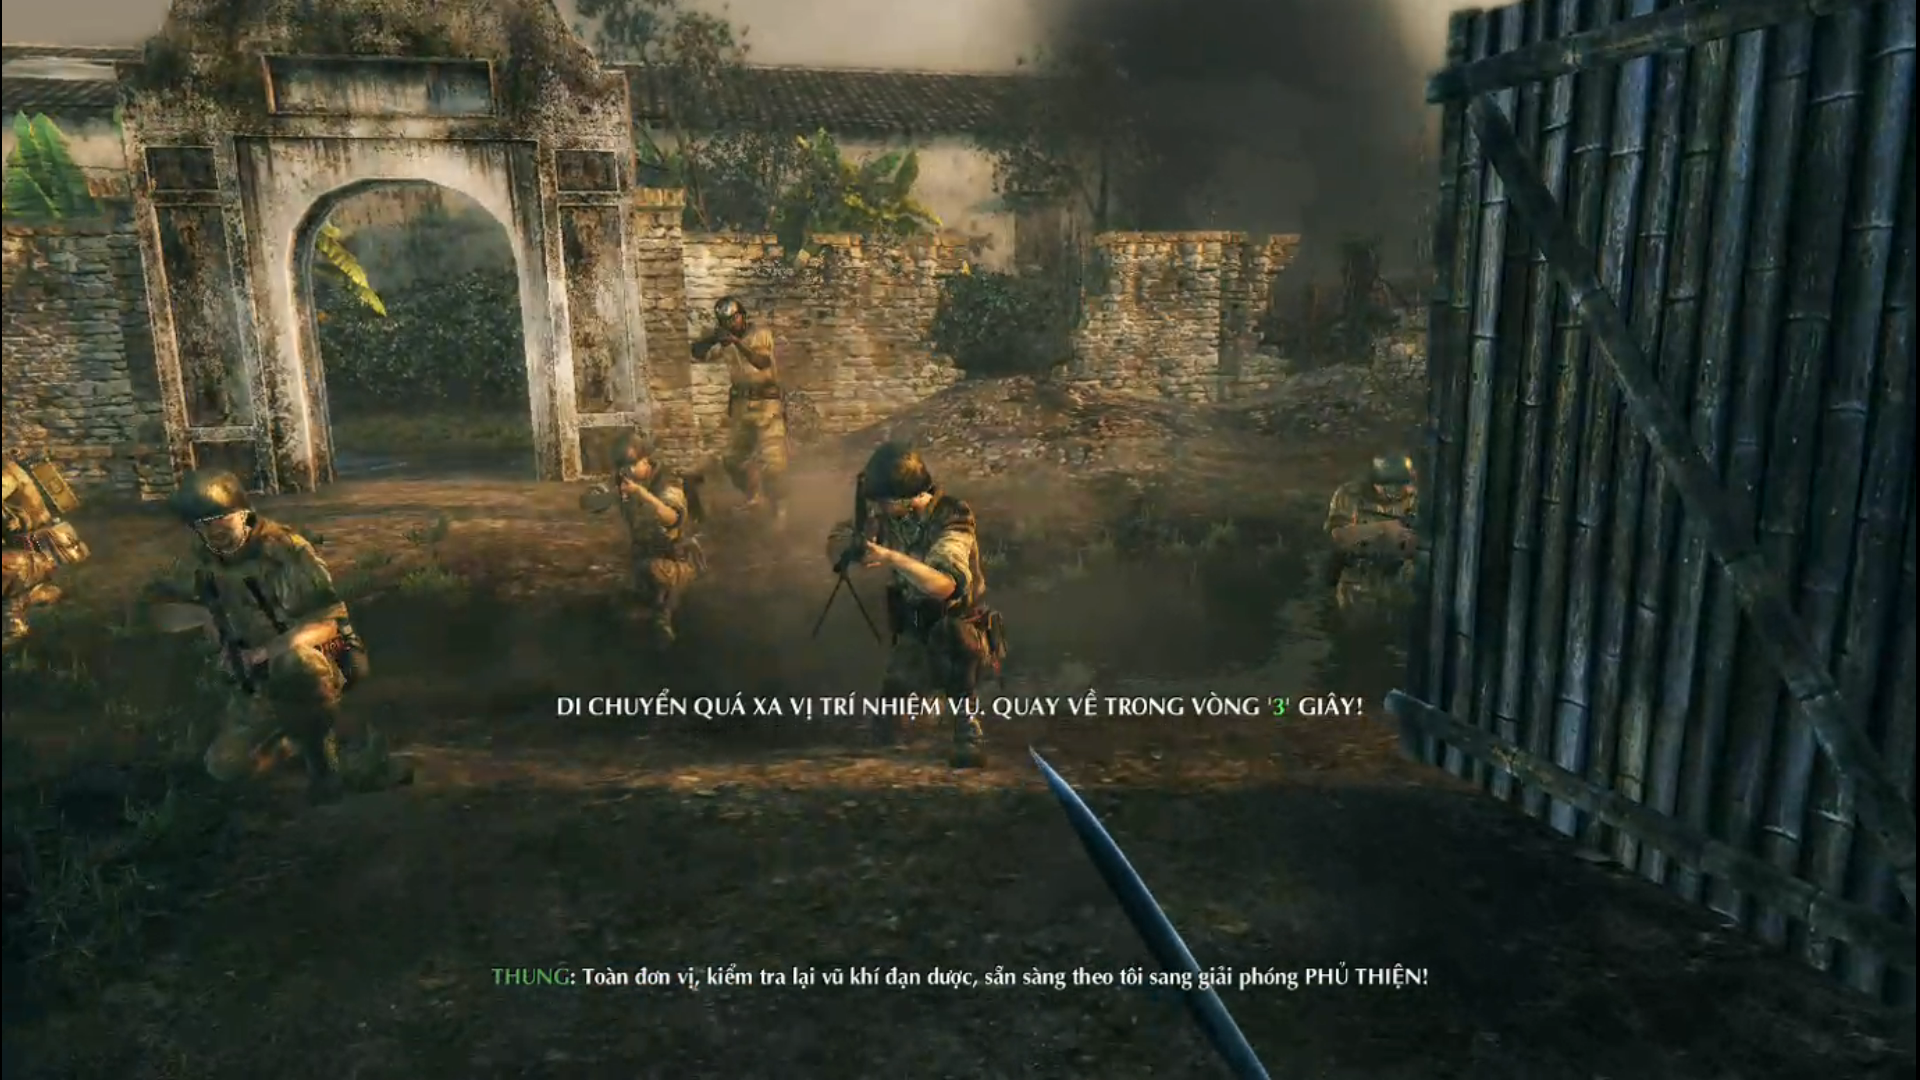 DI CHUYỂN QUÁ XA VỊ TRÍ NHIỆM VỤ. QUAY VỀ TRONG VÒNG '3' GIÂY!
THUNG: Toàn đơn vị, kiểm tra lại vũ khí đạn dược, sẵn sàng theo tôi sang giải phóng PHỦ THIỆN!